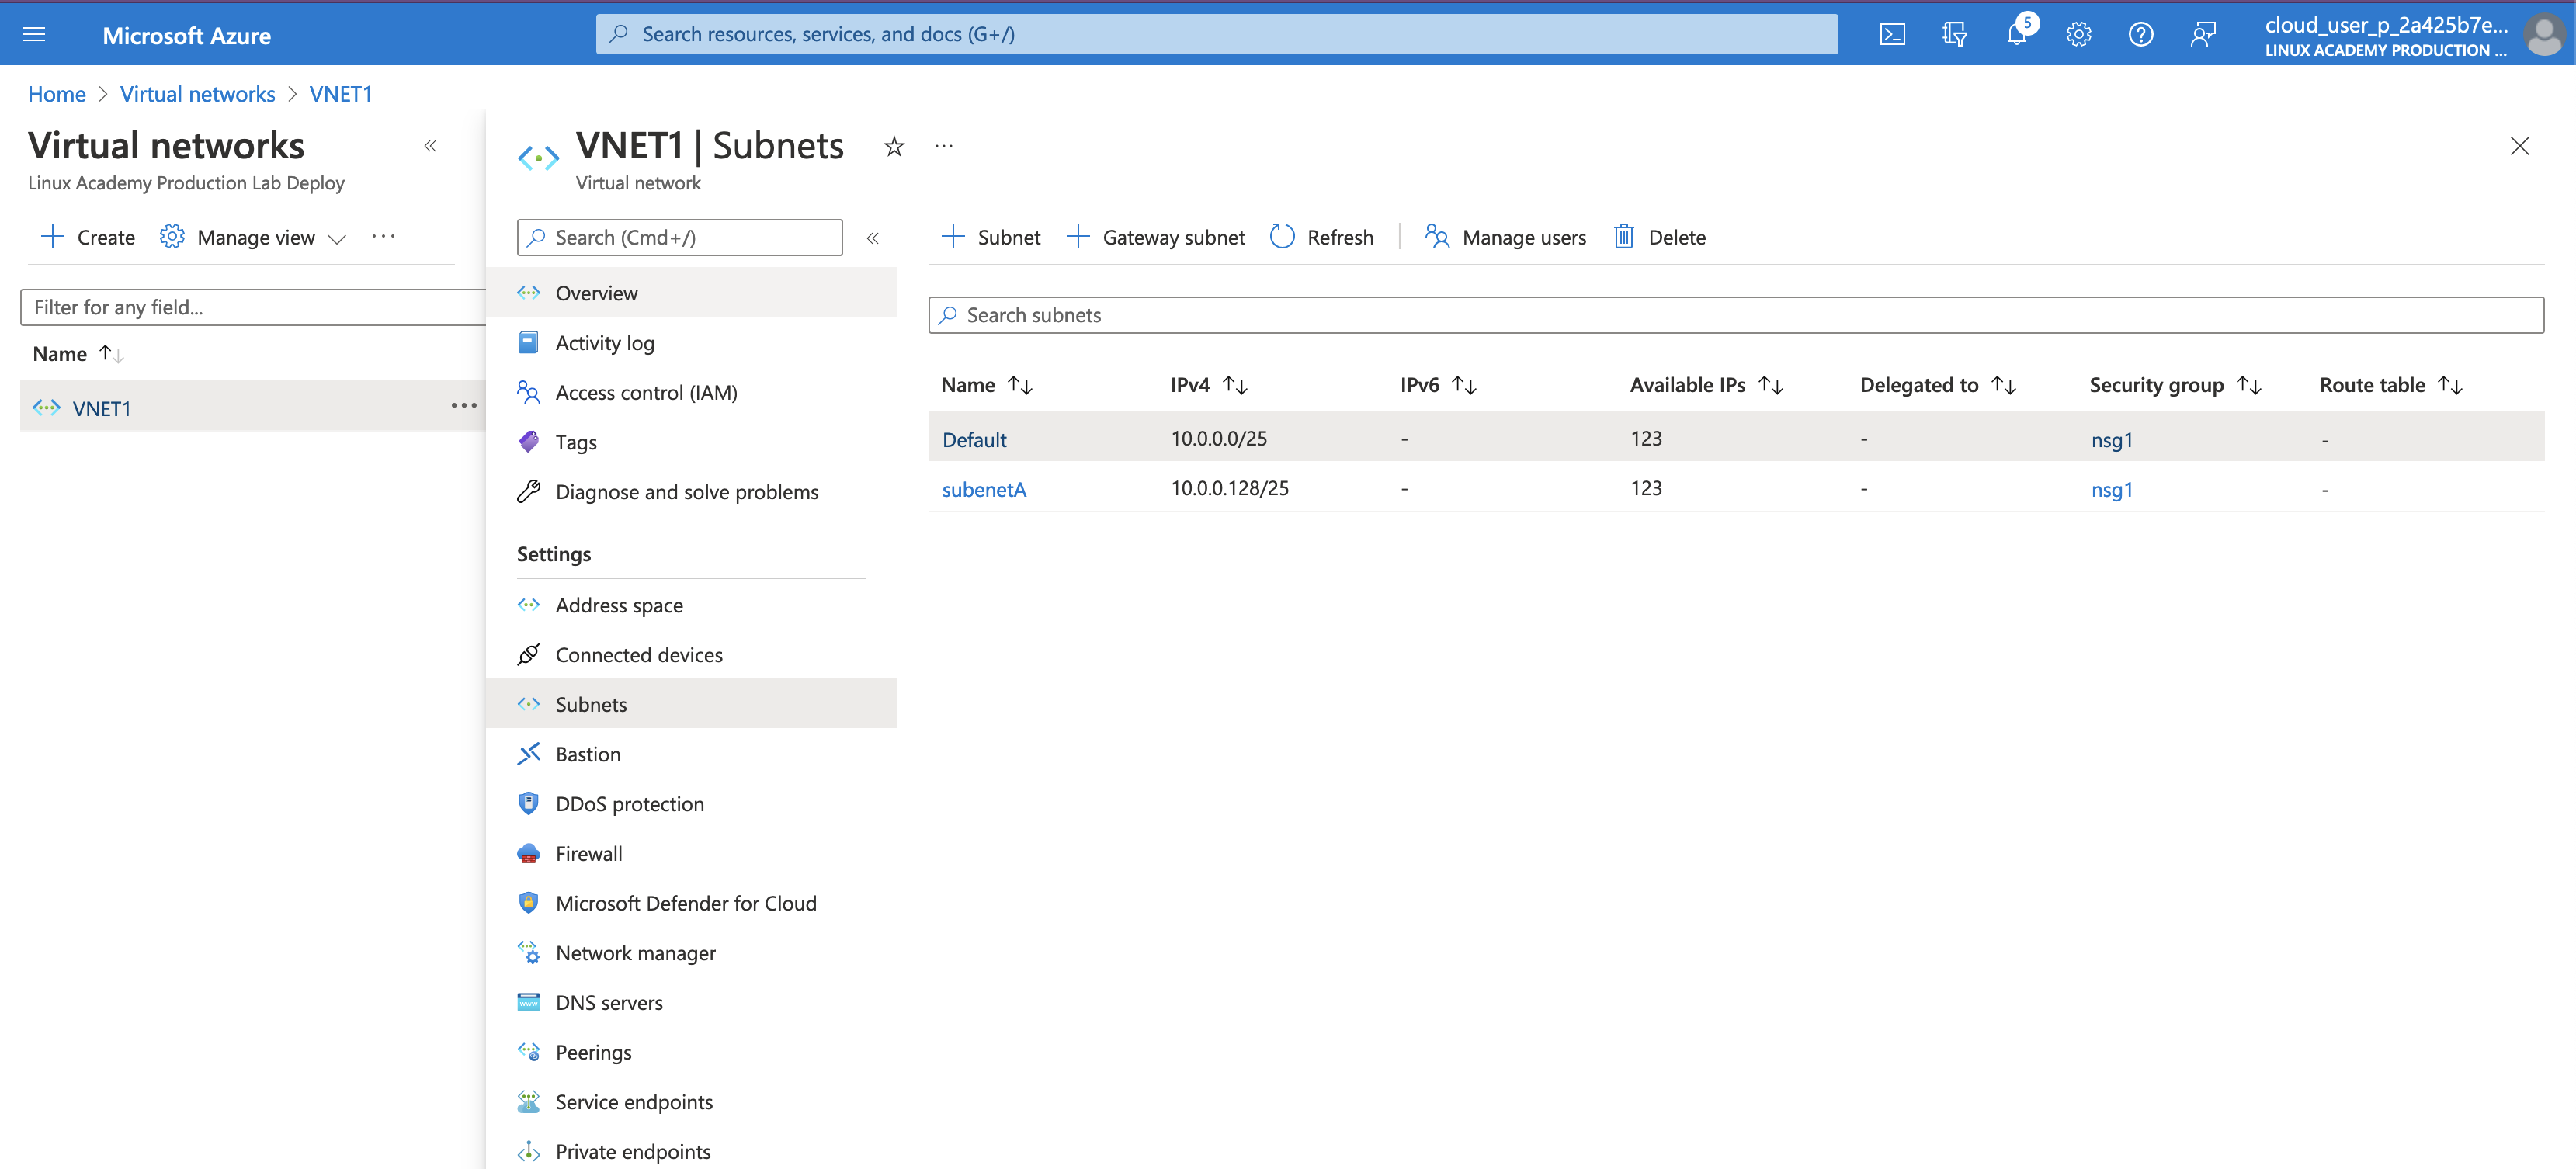 Microsoft Azure
Search resources, services, and docs (G+/)
5
cloud_user_p_2a425b7e...
LINUX ACADEMY PRODUCTION ...
Home > Virtual networks > VNET1
Virtual networks
Linux Academy Production Lab Deploy
Create Manage view ...
Filter for any field...
Name
VNET1 ...
VNET1 | Subnets ...
Virtual network
Search (Cmd+/)
Overview
Activity log
Access control (IAM)
Tags
Diagnose and solve problems
Settings
Address space
Connected devices
Subnets
Bastion
DDoS protection
Firewall
Microsoft Defender for Cloud
Network manager
DNS servers
Peerings
Service endpoints
Private endpoints
+ Subnet + Gateway subnet Refresh Manage users Delete
Search subnets
Name IPv4 IPv6 Available IPs Delegated to Security group Route table
Default 10.0.0.0/25 - 123 - nsg1 -
subenetA 10.0.0.128/25 - 123 - nsg1 -